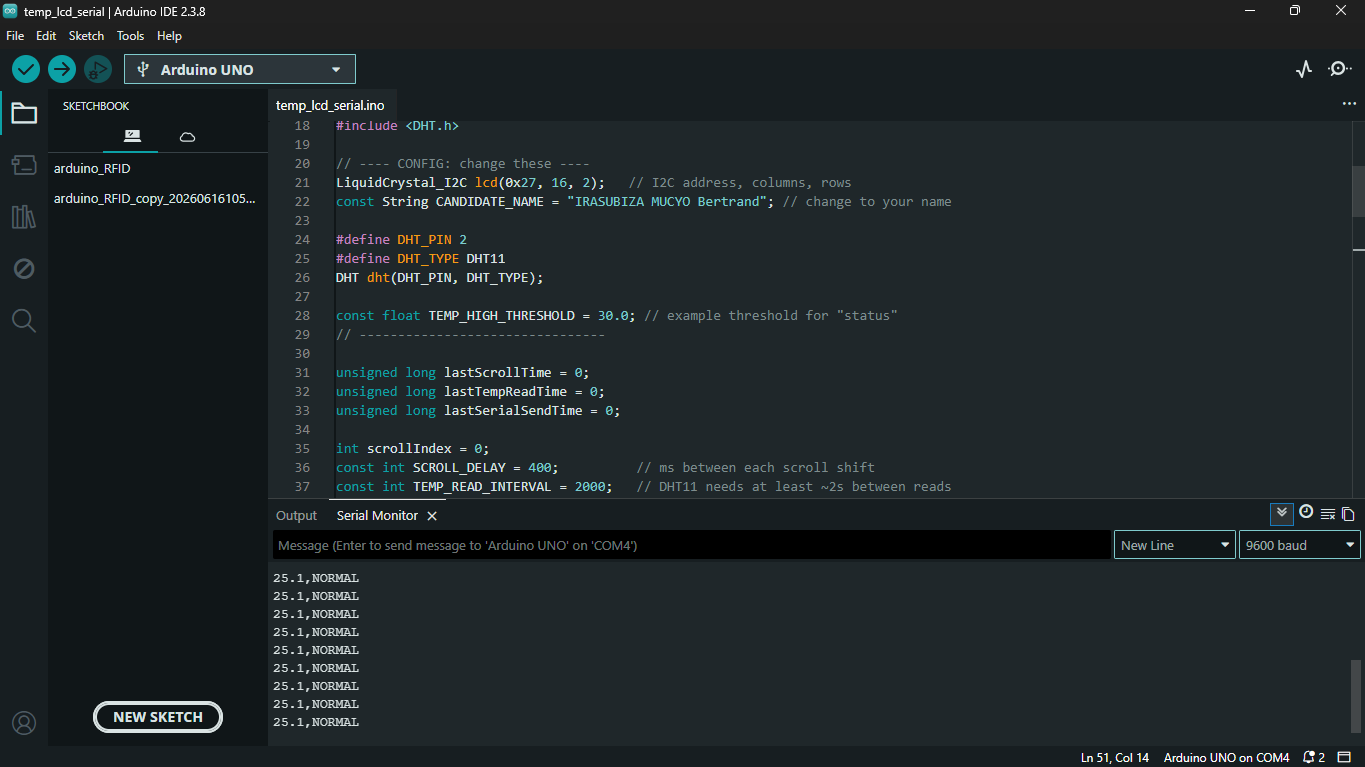 temp_lcd_serial | Arduino IDE 2.3.8
File Edit Sketch Tools Help
Arduino UNO
SKETCHBOOK
arduino_RFID
arduino_RFID_copy_20260616105...
NEW SKETCH
temp_lcd_serial.ino
18 #include <DHT.h>
19
20 // ---- CONFIG: change these ----
21 LiquidCrystal_I2C lcd(0x27, 16, 2); // I2C address, columns, rows
22 const String CANDIDATE_NAME = "IRASUBIZA MUCYO Bertrand"; // change to your name
23
24 #define DHT_PIN 2
25 #define DHT_TYPE DHT11
26 DHT dht(DHT_PIN, DHT_TYPE);
27
28 const float TEMP_HIGH_THRESHOLD = 30.0; // example threshold for "status"
29 // --------------------------------
30
31 unsigned long lastScrollTime = 0;
32 unsigned long lastTempReadTime = 0;
33 unsigned long lastSerialSendTime = 0;
34
35 int scrollIndex = 0;
36 const int SCROLL_DELAY = 400; // ms between each scroll shift
37 const int TEMP_READ_INTERVAL = 2000; // DHT11 needs at least ~2s between reads
Output Serial Monitor
Message (Enter to send message to 'Arduino UNO' on 'COM4')
New Line
9600 baud
25.1,NORMAL
25.1,NORMAL
25.1,NORMAL
25.1,NORMAL
25.1,NORMAL
25.1,NORMAL
25.1,NORMAL
25.1,NORMAL
25.1,NORMAL
Ln 51, Col 14 Arduino UNO on COM4 2